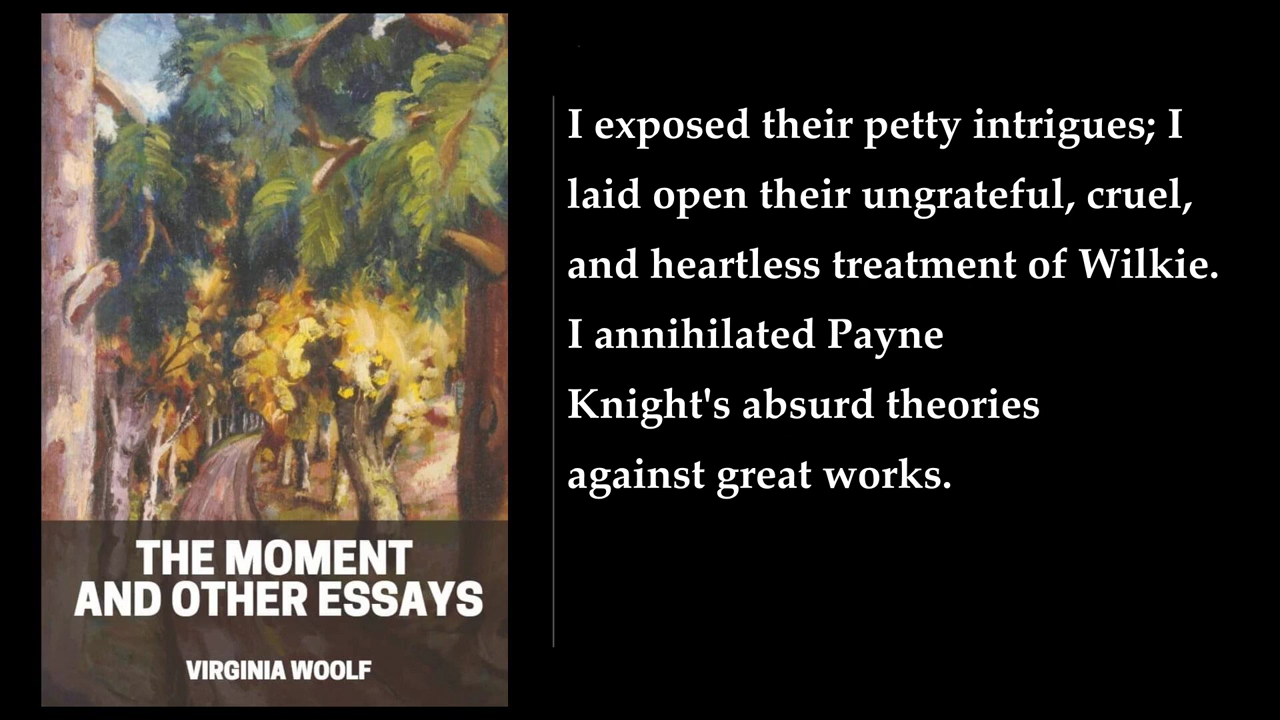 THE MOMENT
AND OTHER ESSAYS
VIRGINIA WOOLF
I exposed their petty intrigues; I
laid open their ungrateful, cruel,
and heartless treatment of Wilkie.
I annihilated Payne
Knight's absurd theories
against great works.